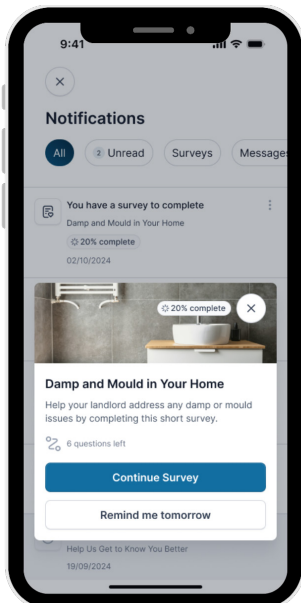 9:41
Notifications
All
2 Unread
Surveys
Messages
You have a survey to complete
Damp and Mould in Your Home
20% complete
02/10/2024
20% complete
Damp and Mould in Your Home
Help your landlord address any damp or mould
issues by completing this short survey.
6 questions left
Continue Survey
Remind me tomorrow
Help Us Get to Know You Better
19/09/2024